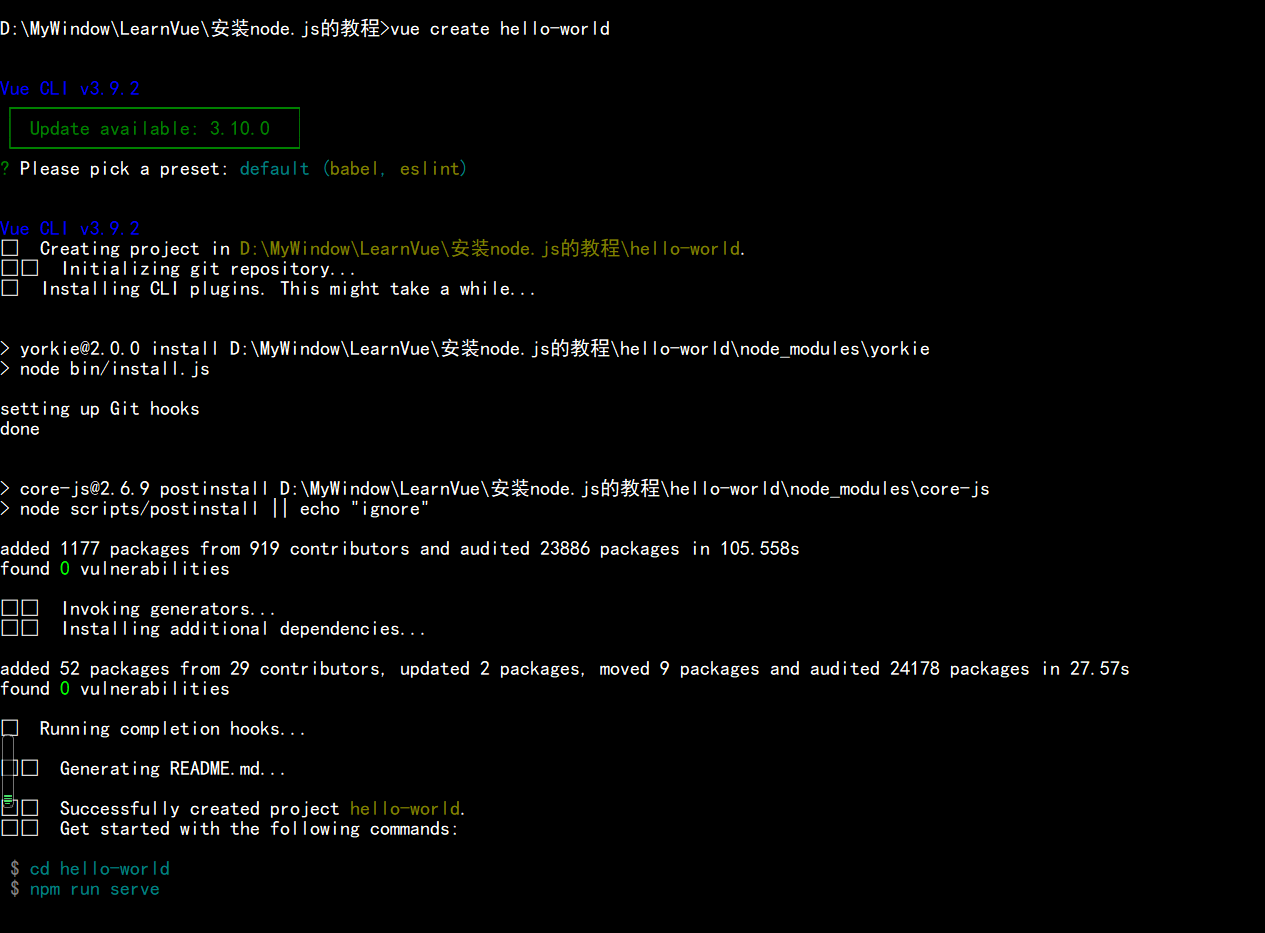 D:\MyWindow\LearnVue\安装node.js的教程>vue create hello-world
Vue CLI v3.9.2
Update available: 3.10.0
? Please pick a preset: default (babel, eslint)
Vue CLI v3.9.2
Creating project in D:\MyWindow\LearnVue\安装node.js的教程\hello-world.
Initializing git repository...
Installing CLI plugins. This might take a while...
> yorkie@2.0.0 install D:\MyWindow\LearnVue\安装node.js的教程\hello-world\node_modules\yorkie
> node bin/install.js
setting up Git hooks
done
> core-js@2.6.9 postinstall D:\MyWindow\LearnVue\安装node.js的教程\hello-world\node_modules\core-js
> node scripts/postinstall || echo "ignore"
added 1177 packages from 919 contributors and audited 23886 packages in 105.558s
found 0 vulnerabilities
Invoking generators...
Installing additional dependencies...
added 52 packages from 29 contributors, updated 2 packages, moved 9 packages and audited 24178 packages in 27.57s
found 0 vulnerabilities
Running completion hooks...
Generating README.md...
Successfully created project hello-world.
Get started with the following commands:
$ cd hello-world
$ npm run serve